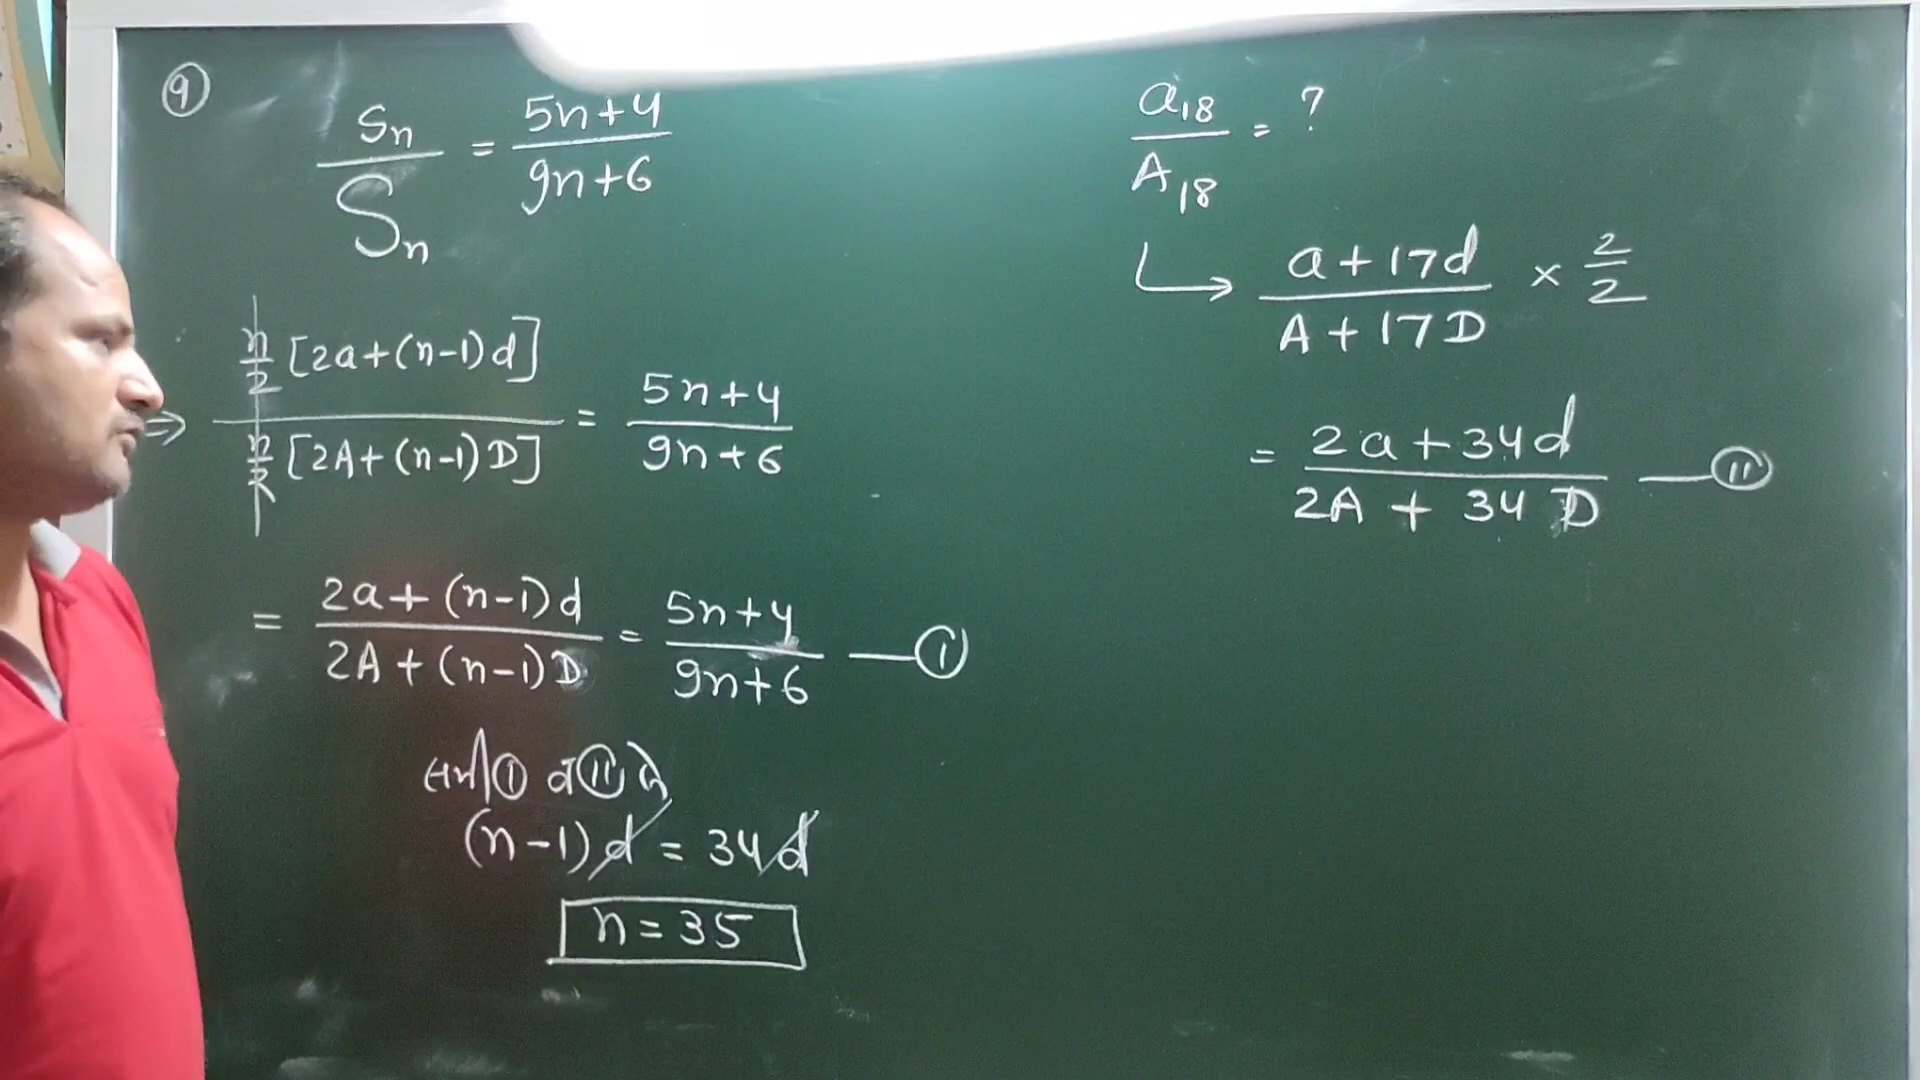 9
Sn / Sn = 5n+4 / 9n+6
⇒ n/2 [2a+(n-1)d] / n/2 [2A+(n-1)D] = 5n+4 / 9n+6
= 2a+(n-1)d / 2A+(n-1)D = 5n+4 / 9n+6 — I
I व II से
(n-1)d = 34d
n = 35
a18 / A18 = ?
↳ a+17d / A+17D × 2/2
= 2a+34d / 2A+34D — II